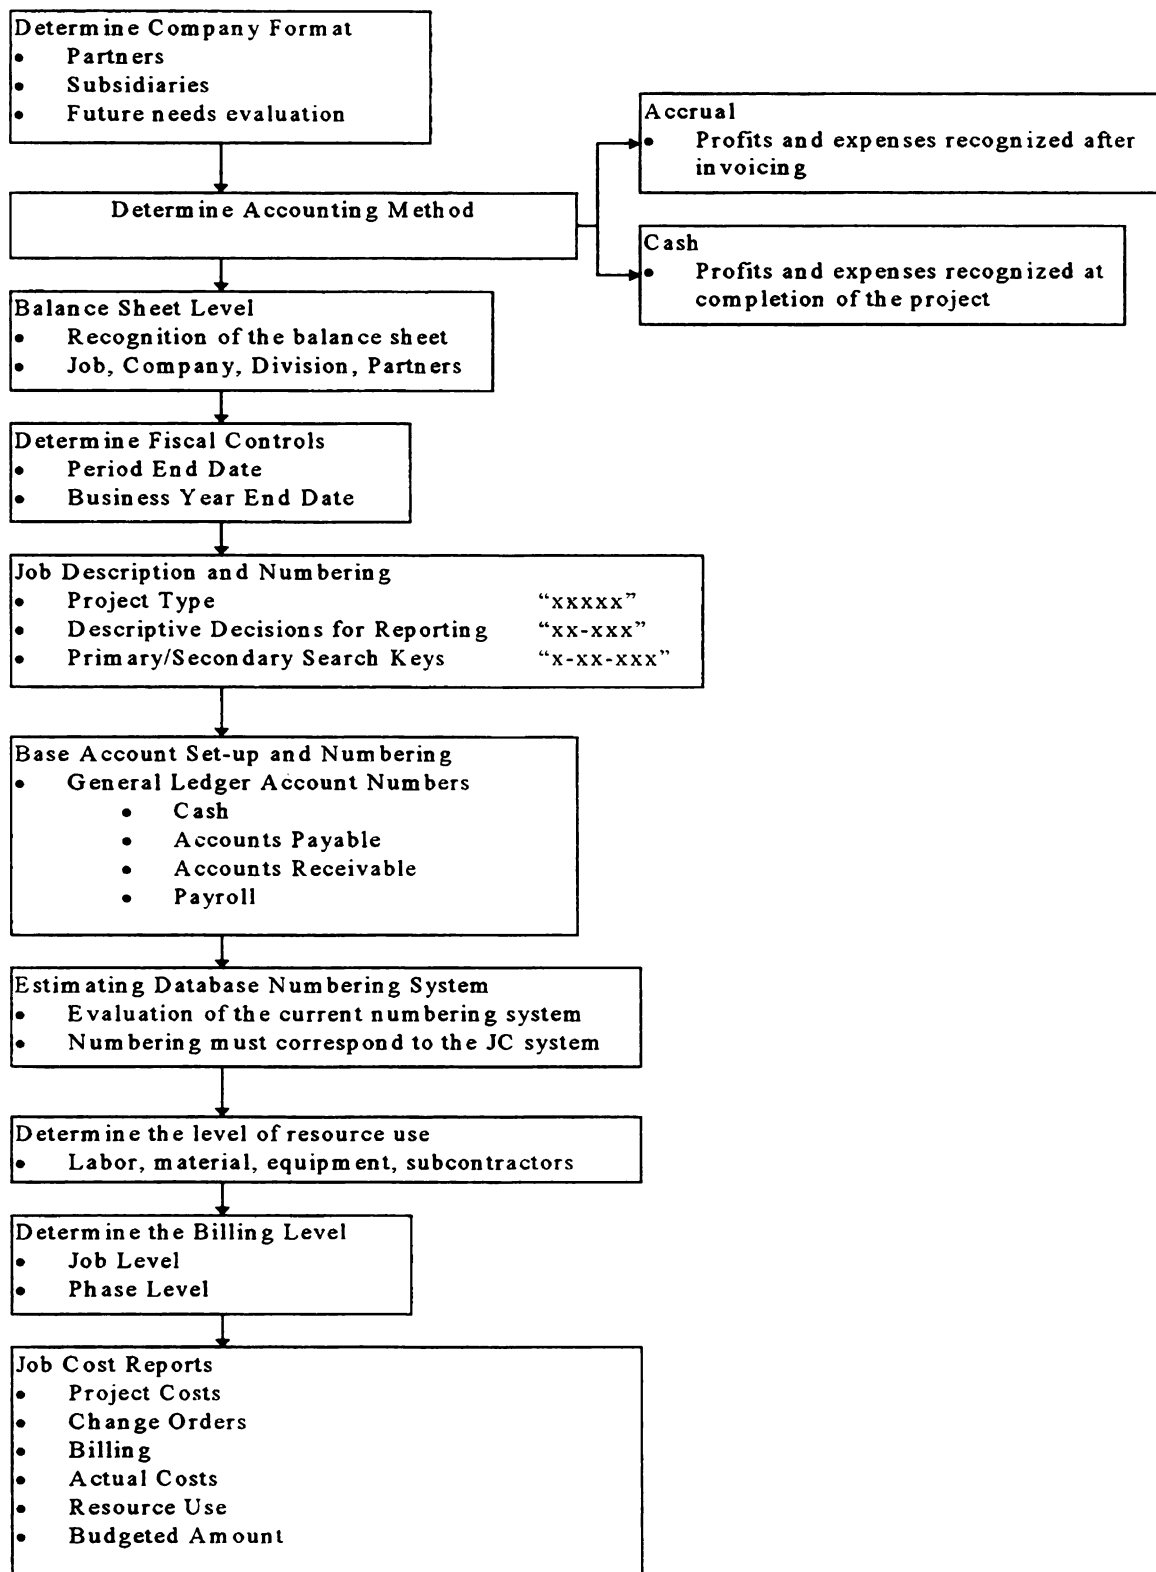 Determine Company Format
• Partners
• Subsidiaries
• Future needs evaluation
Accrual
• Profits and expenses recognized after
invoicing
Determine Accounting Method
Cash
• Profits and expenses recognized at
completion of the project
Balance Sheet Level
• Recognition of the balance sheet
• Job, Company, Division, Partners
Determine Fiscal Controls
• Period End Date
• Business Year End Date
Job Description and Numbering
• Project Type “xxxxx”
• Descriptive Decisions for Reporting “xx-xxx”
• Primary/Secondary Search Keys “x-xx-xxx”
Base Account Set-up and Numbering
• General Ledger Account Numbers
• Cash
• Accounts Payable
• Accounts Receivable
• Payroll
Estimating Database Numbering System
• Evaluation of the current numbering system
• Numbering must correspond to the JC system
Determine the level of resource use
• Labor, material, equipment, subcontractors
Determine the Billing Level
• Job Level
• Phase Level
Job Cost Reports
• Project Costs
• Change Orders
• Billing
• Actual Costs
• Resource Use
• Budgeted Amount